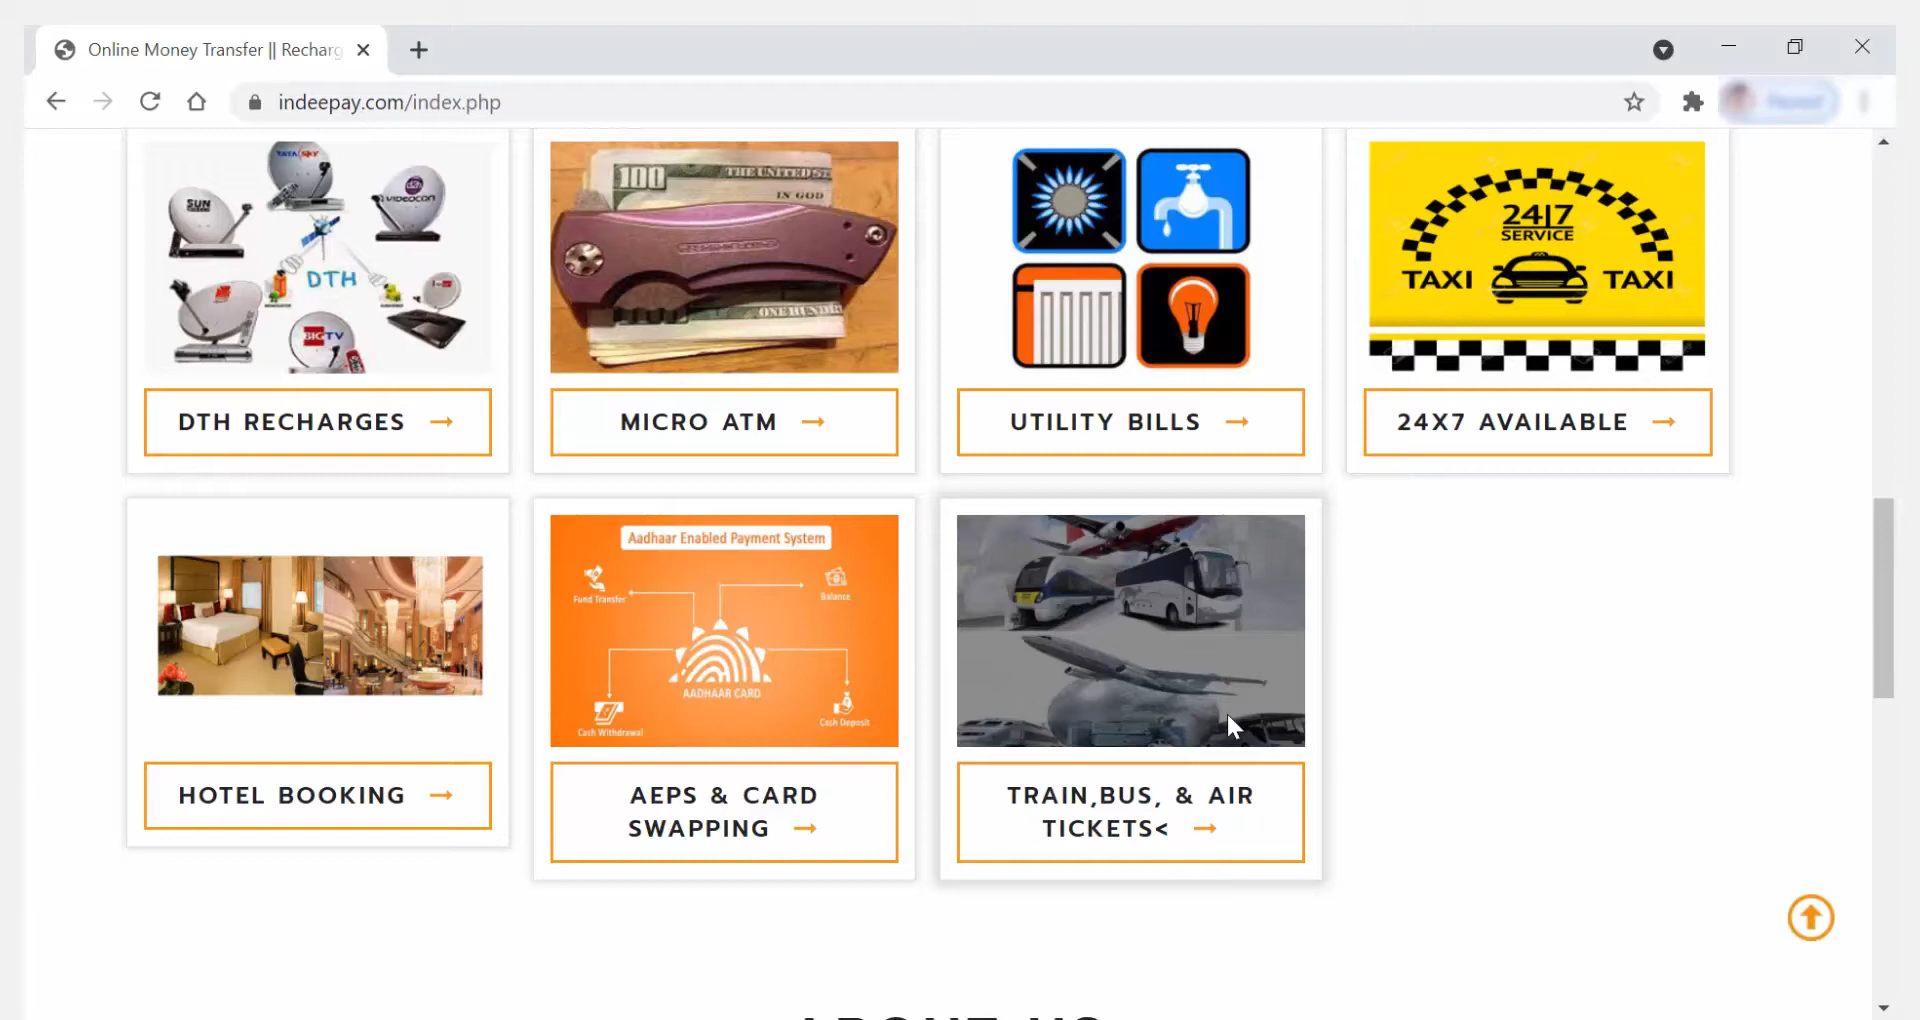 Online Money Transfer || Recharg
indeepay.com/index.php
TATA SKY
SUN
d2h
VIDEOCON
DTH
BIGTV
100
THE UNITED ST
IN GOD
ONE HUNDR
24|7
SERVICE
TAXI
TAXI
DTH RECHARGES
MICRO ATM
UTILITY BILLS
24X7 AVAILABLE
Aadhaar Enabled Payment System
Fund Transfer
Balance
AADHAAR CARD
Cash Withdrawal
Cash Deposit
HOTEL BOOKING
AEPS & CARD
SWAPPING
TRAIN,BUS, & AIR
TICKETS<
ABOUT US